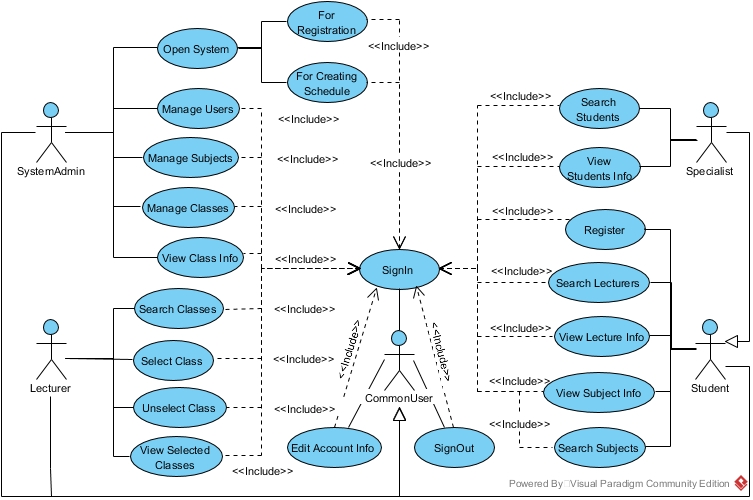 For
Registration
<<Include>>
Open System
For Creating
Schedule
<<Include>>
Search
Students
Manage Users
<<Include>>
SystemAdmin
Manage Subjects
<<Include>>
<<Include>>
<<Include>>
View
Students Info
Specialist
Manage Classes
<<Include>>
<<Include>>
Register
View Class Info
<<Include>>
SignIn
<<Include>>
Search Lecturers
Search Classes
<<Include>>
<<Include>>
View Lecture Info
<<Include>>
<<Include>>
Lecturer
Select Class
<<Include>>
CommonUser
<<Include>>
View Subject Info
Student
Unselect Class
<<Include>>
View Selected
Classes
<<Include>>
Edit Account Info
SignOut
<<Include>>
Search Subjects
Powered By Visual Paradigm Community Edition